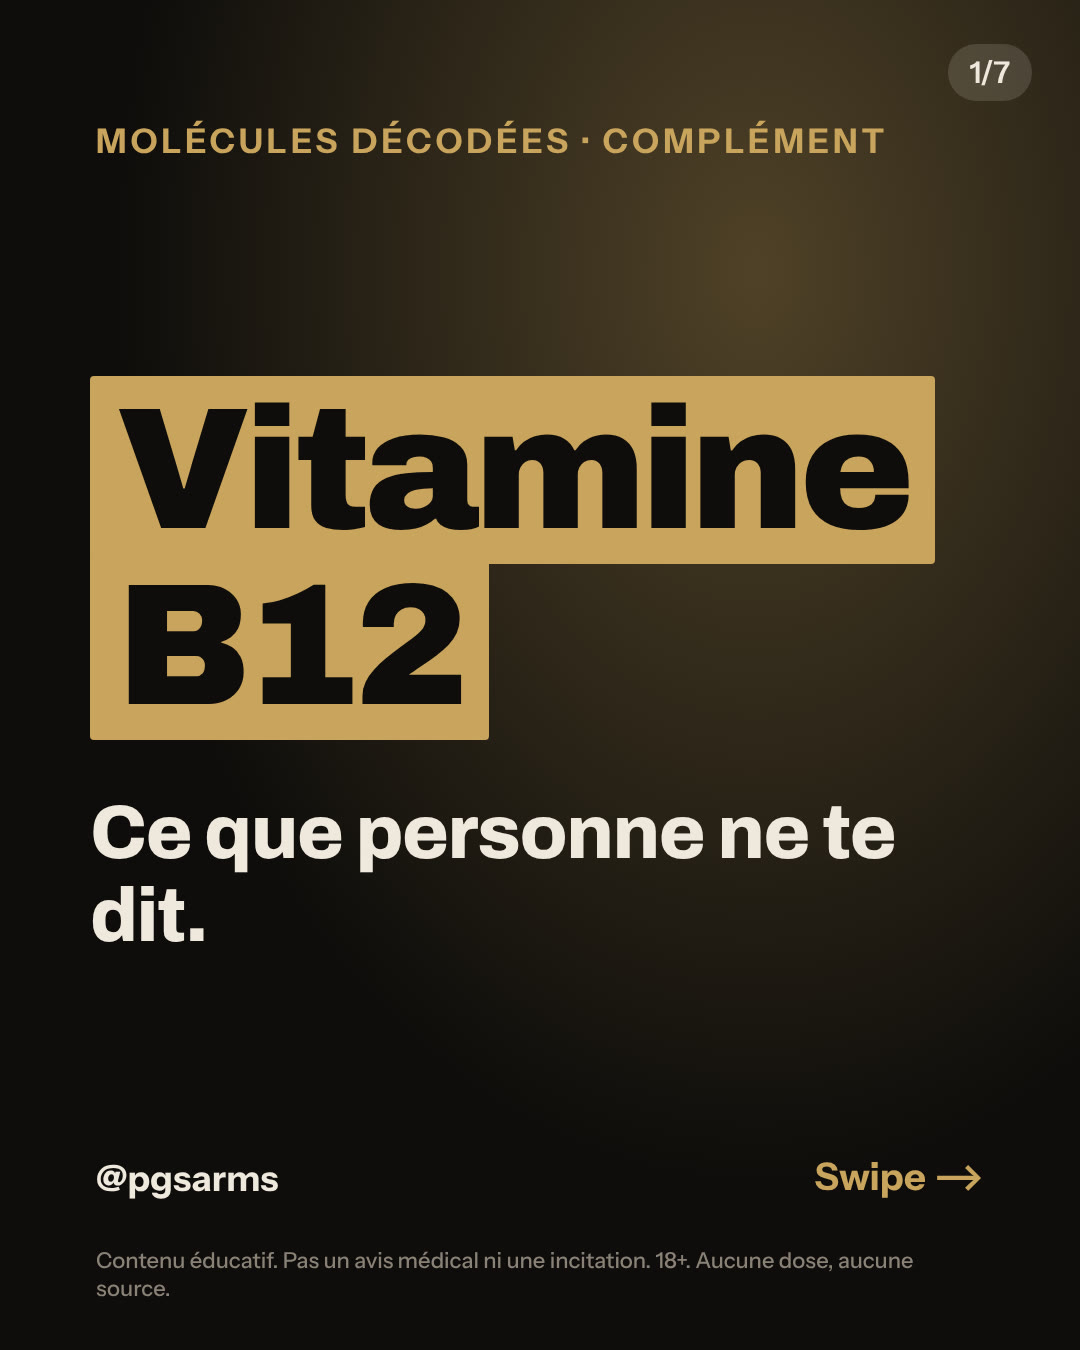 1/7
MOLÉCULES DÉCODÉES · COMPLÉMENT
Vitamine
B12
Ce que personne ne te
dit.
@pgsarms
Swipe →
Contenu éducatif. Pas un avis médical ni une incitation. 18+. Aucune dose, aucune
source.